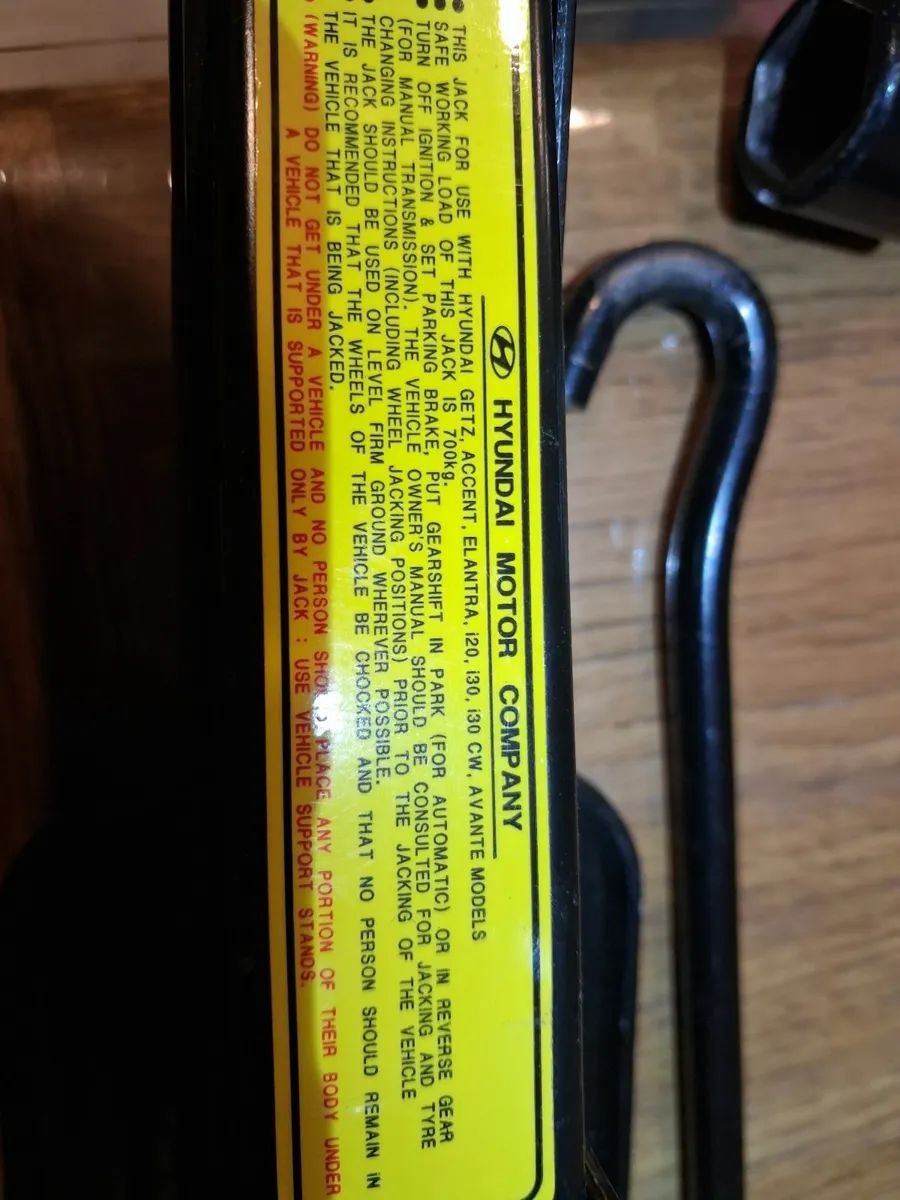 HYUNDAI MOTOR COMPANY
• THIS JACK FOR USE WITH HYUNDAI GETZ, ACCENT, ELANTRA, i20, i30, i30 CW, AVANTE MODELS
• SAFE WORKING LOAD OF THIS JACK IS 700kg.
• TURN OFF IGNITION & SET PARKING BRAKE, PUT GEARSHIFT IN PARK (FOR AUTOMATIC) OR IN REVERSE GEAR
(FOR MANUAL TRANSMISSION). THE VEHICLE OWNER'S MANUAL SHOULD BE CONSULTED FOR JACKING AND TYRE
CHANGING INSTRUCTIONS (INCLUDING WHEEL JACKING POSITIONS) PRIOR TO THE JACKING OF THE VEHICLE
• THE JACK SHOULD BE USED ON LEVEL FIRM GROUND WHEREVER POSSIBLE.
• IT IS RECOMMENDED THAT THE WHEELS OF THE VEHICLE BE CHOCKED AND THAT NO PERSON SHOULD REMAIN iN
THE VEHICLE THAT IS BEING JACKED.
• (WARNING) DO NOT GET UNDER A VEHICLE AND NO PERSON SHOULD PLACE ANY PORTION OF THEIR BODY UNDER
A VEHICLE THAT IS SUPPORTED ONLY BY JACK : USE VEHICLE SUPPORT STANDS.